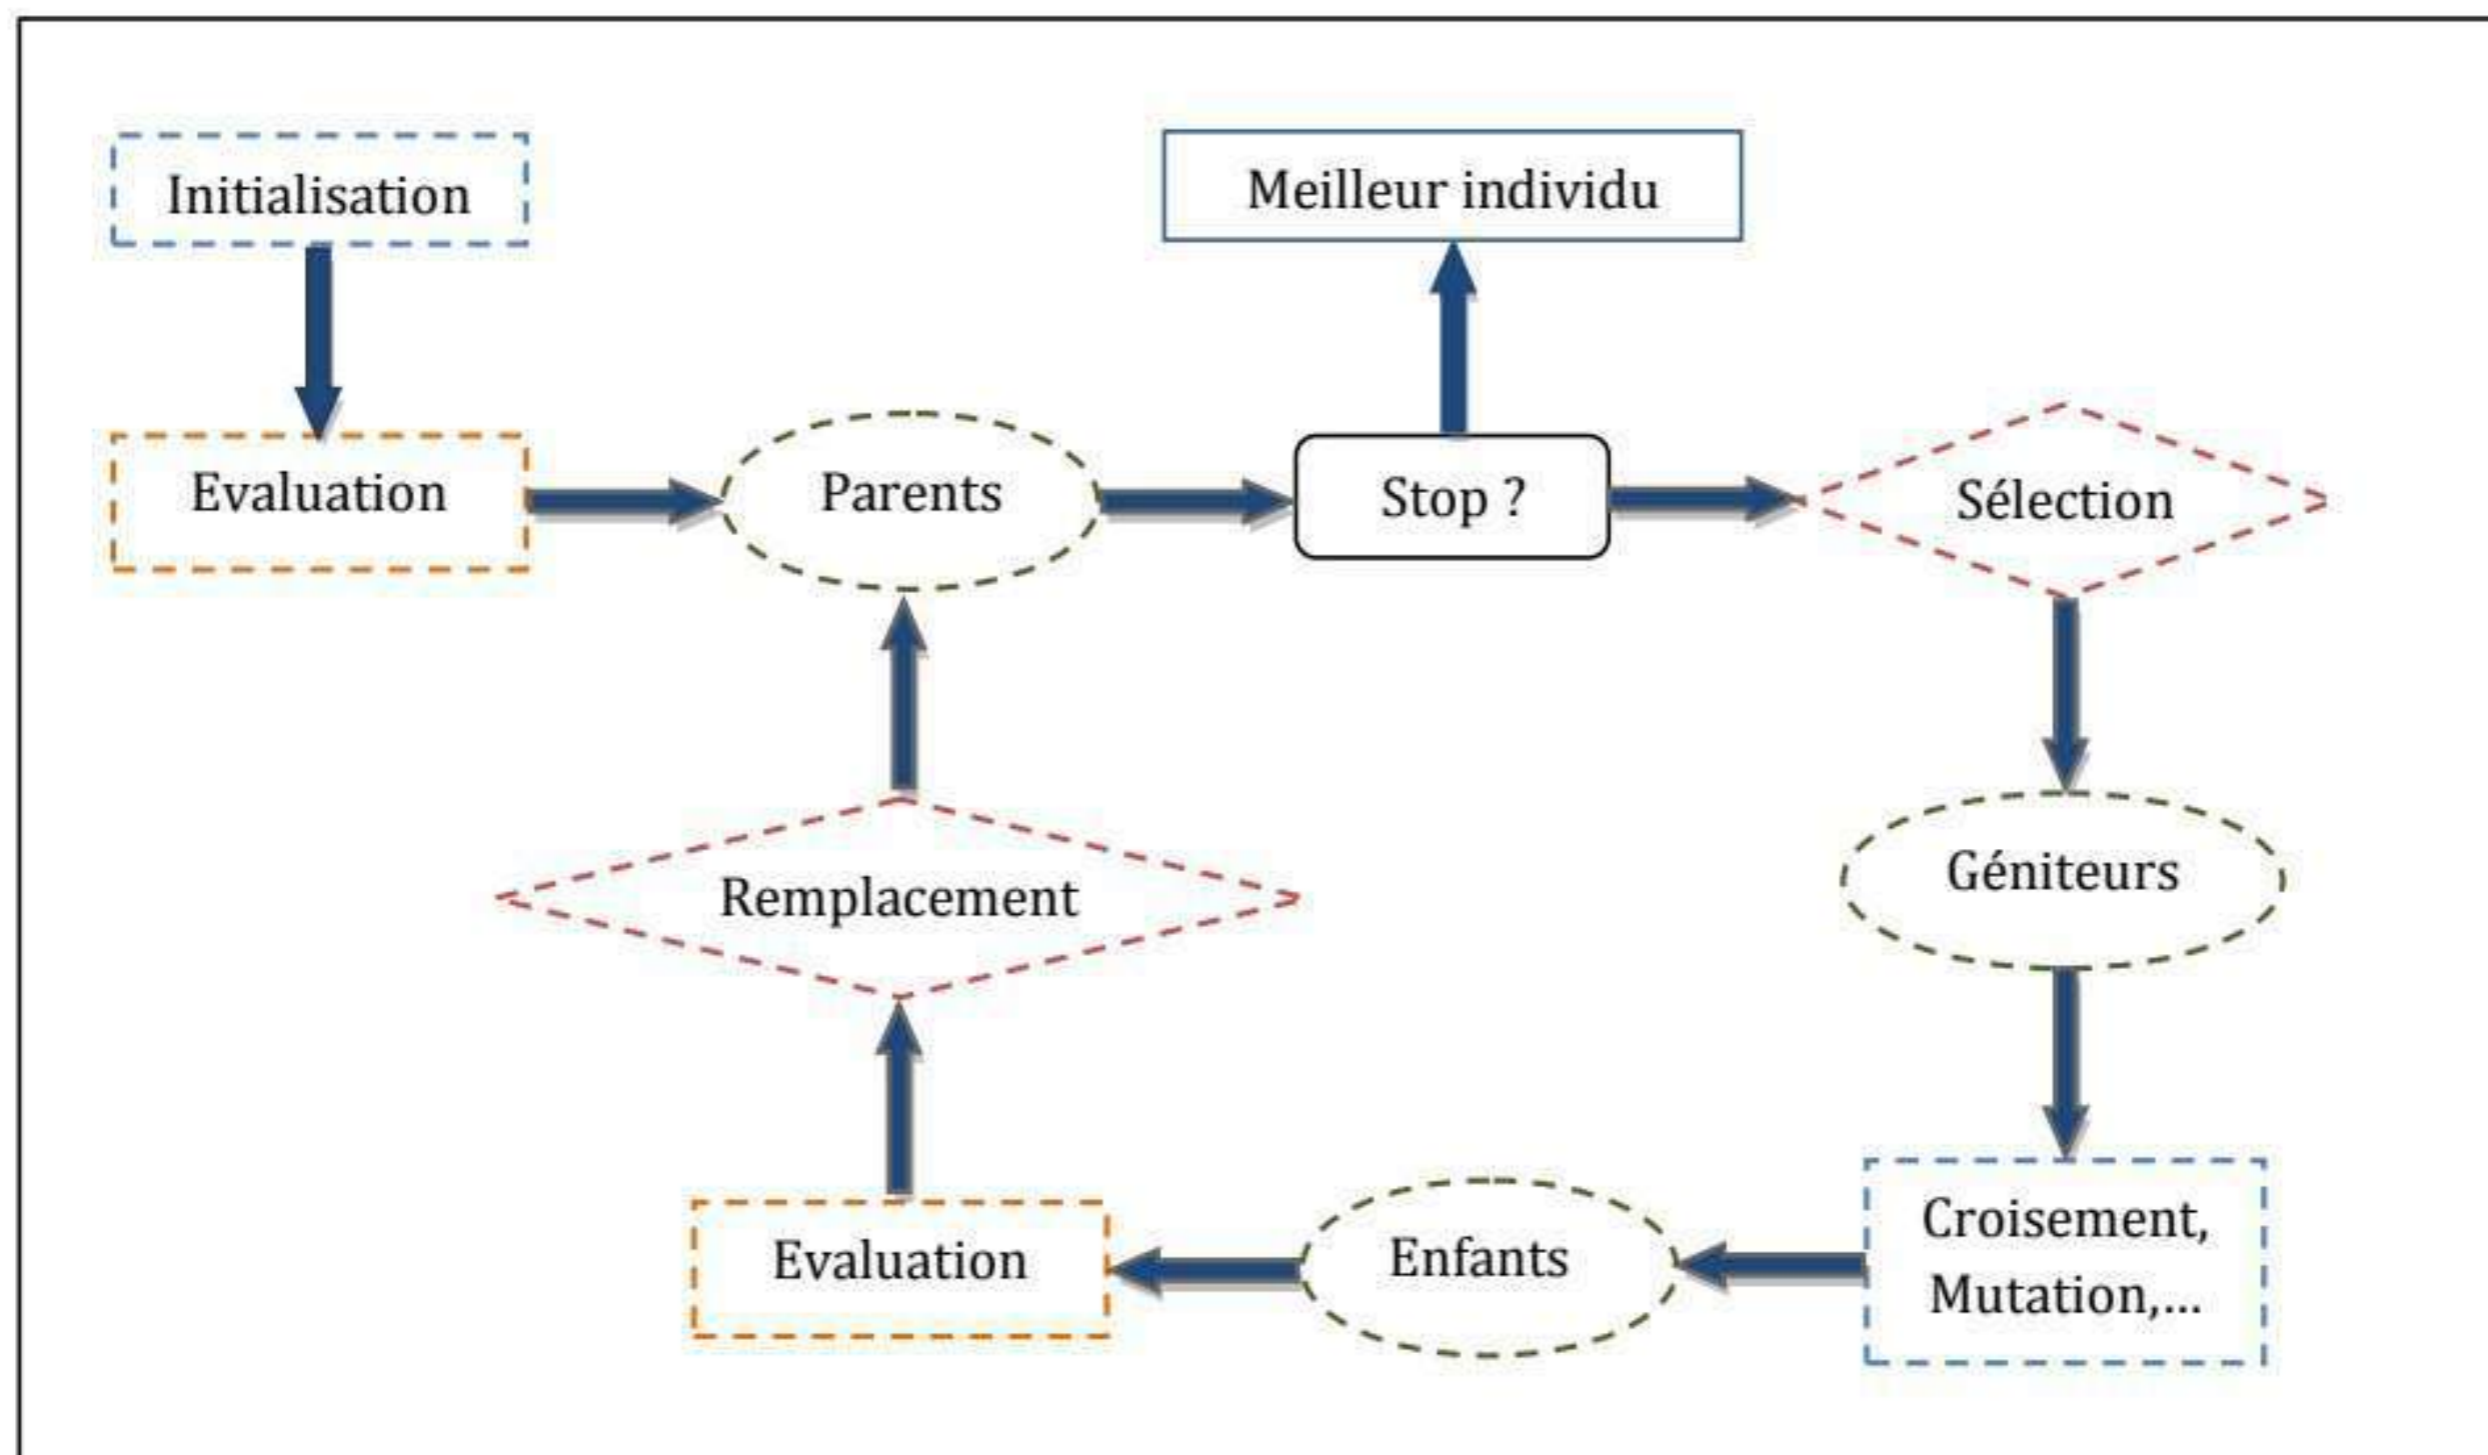 Initialisation
Meilleur individu
Evaluation
Parents
Stop ?
Sélection
Remplacement
Géniteurs
Croisement,
Mutation,...
Enfants
Evaluation